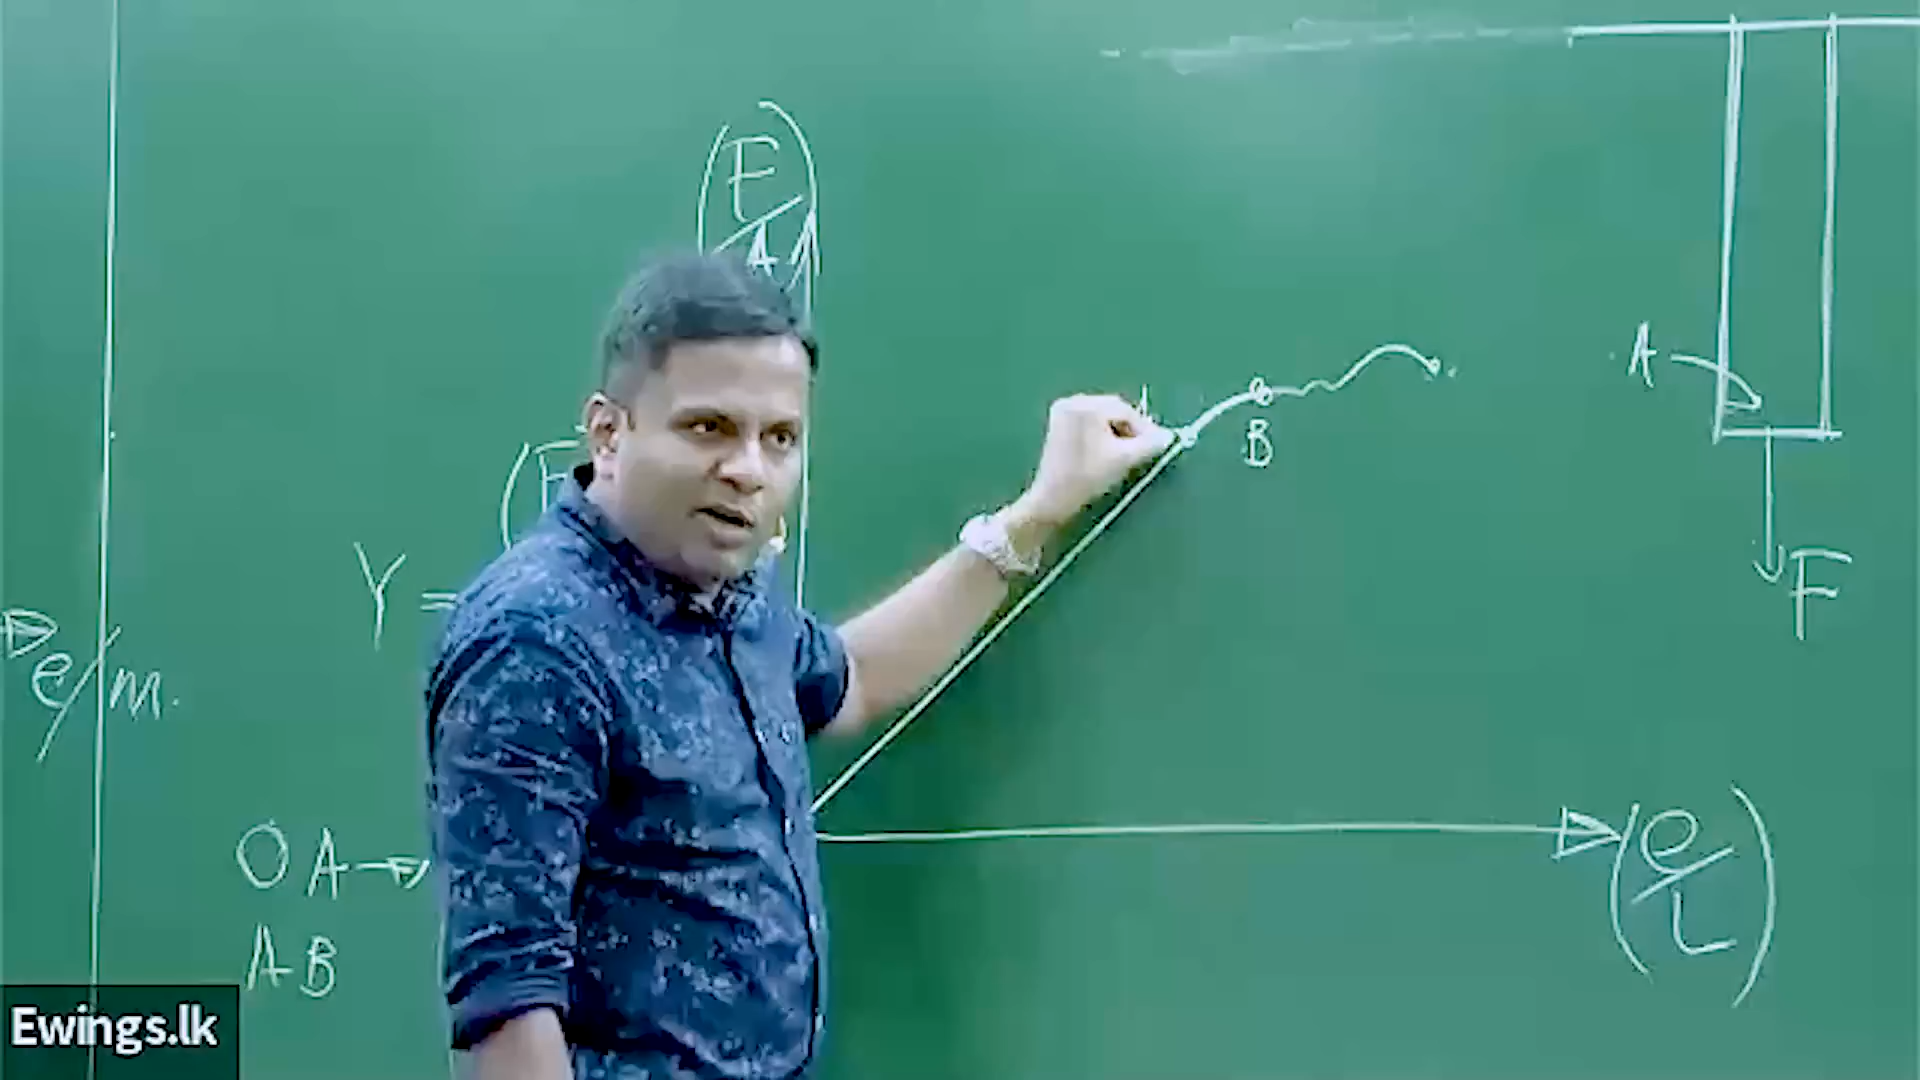 (F/A)
A
B
A
F
(F
Y =
e/m.
(e/L)
OA →
AB
Ewings.lk